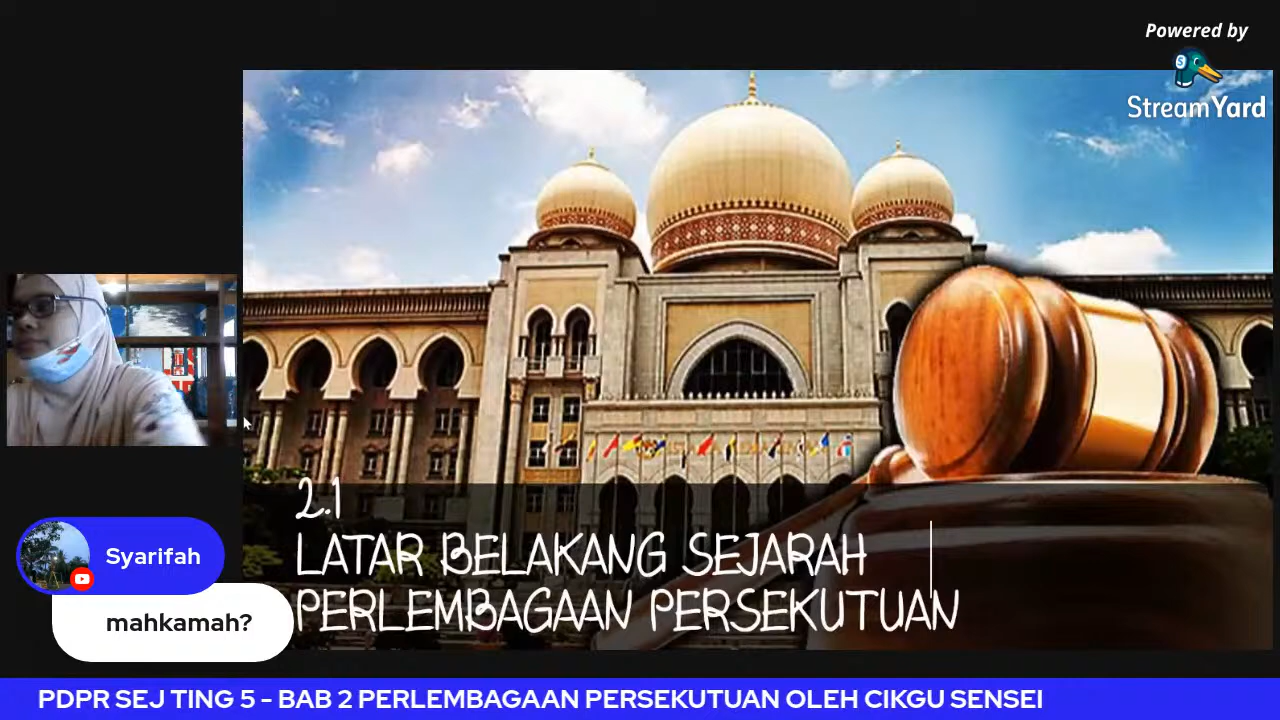 Powered by
StreamYard
2.1
LATAR BELAKANG SEJARAH
PERLEMBAGAAN PERSEKUTUAN
Syarifah
mahkamah?
PDPR SEJ TING 5 - BAB 2 PERLEMBAGAAN PERSEKUTUAN OLEH CIKGU SENSEI